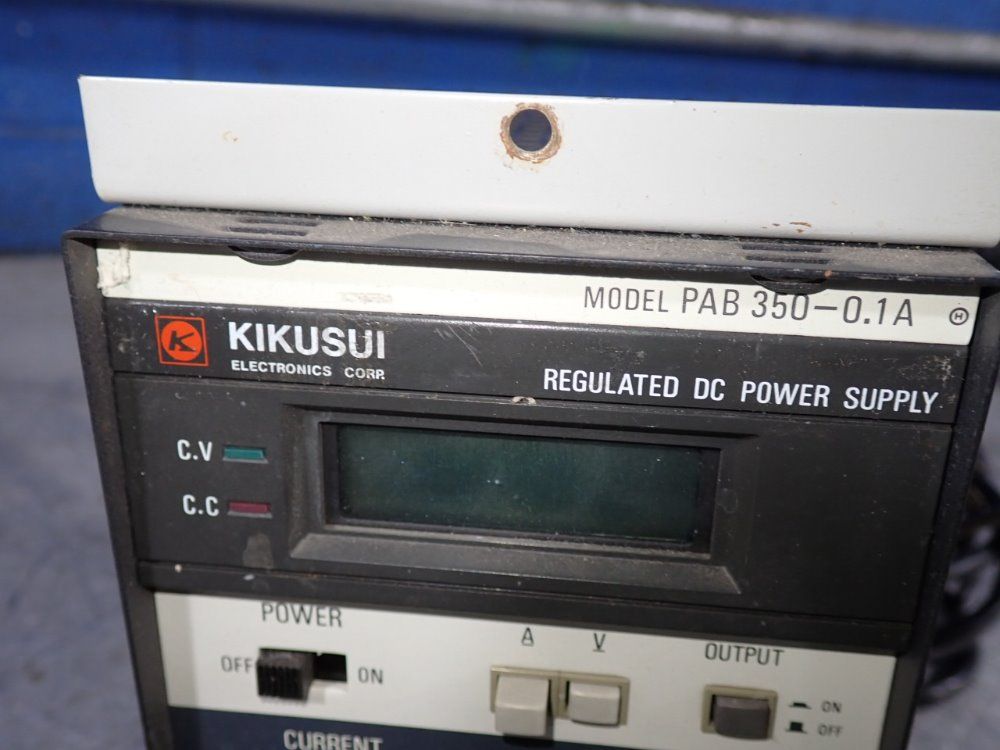 MODEL PAB 350-0.1A Ⓗ
K KIKUSUI
ELECTRONICS CORP.
REGULATED DC POWER SUPPLY
C.V
C.C
POWER
OFF ON
A V
OUTPUT
ON
OFF
CURRENT